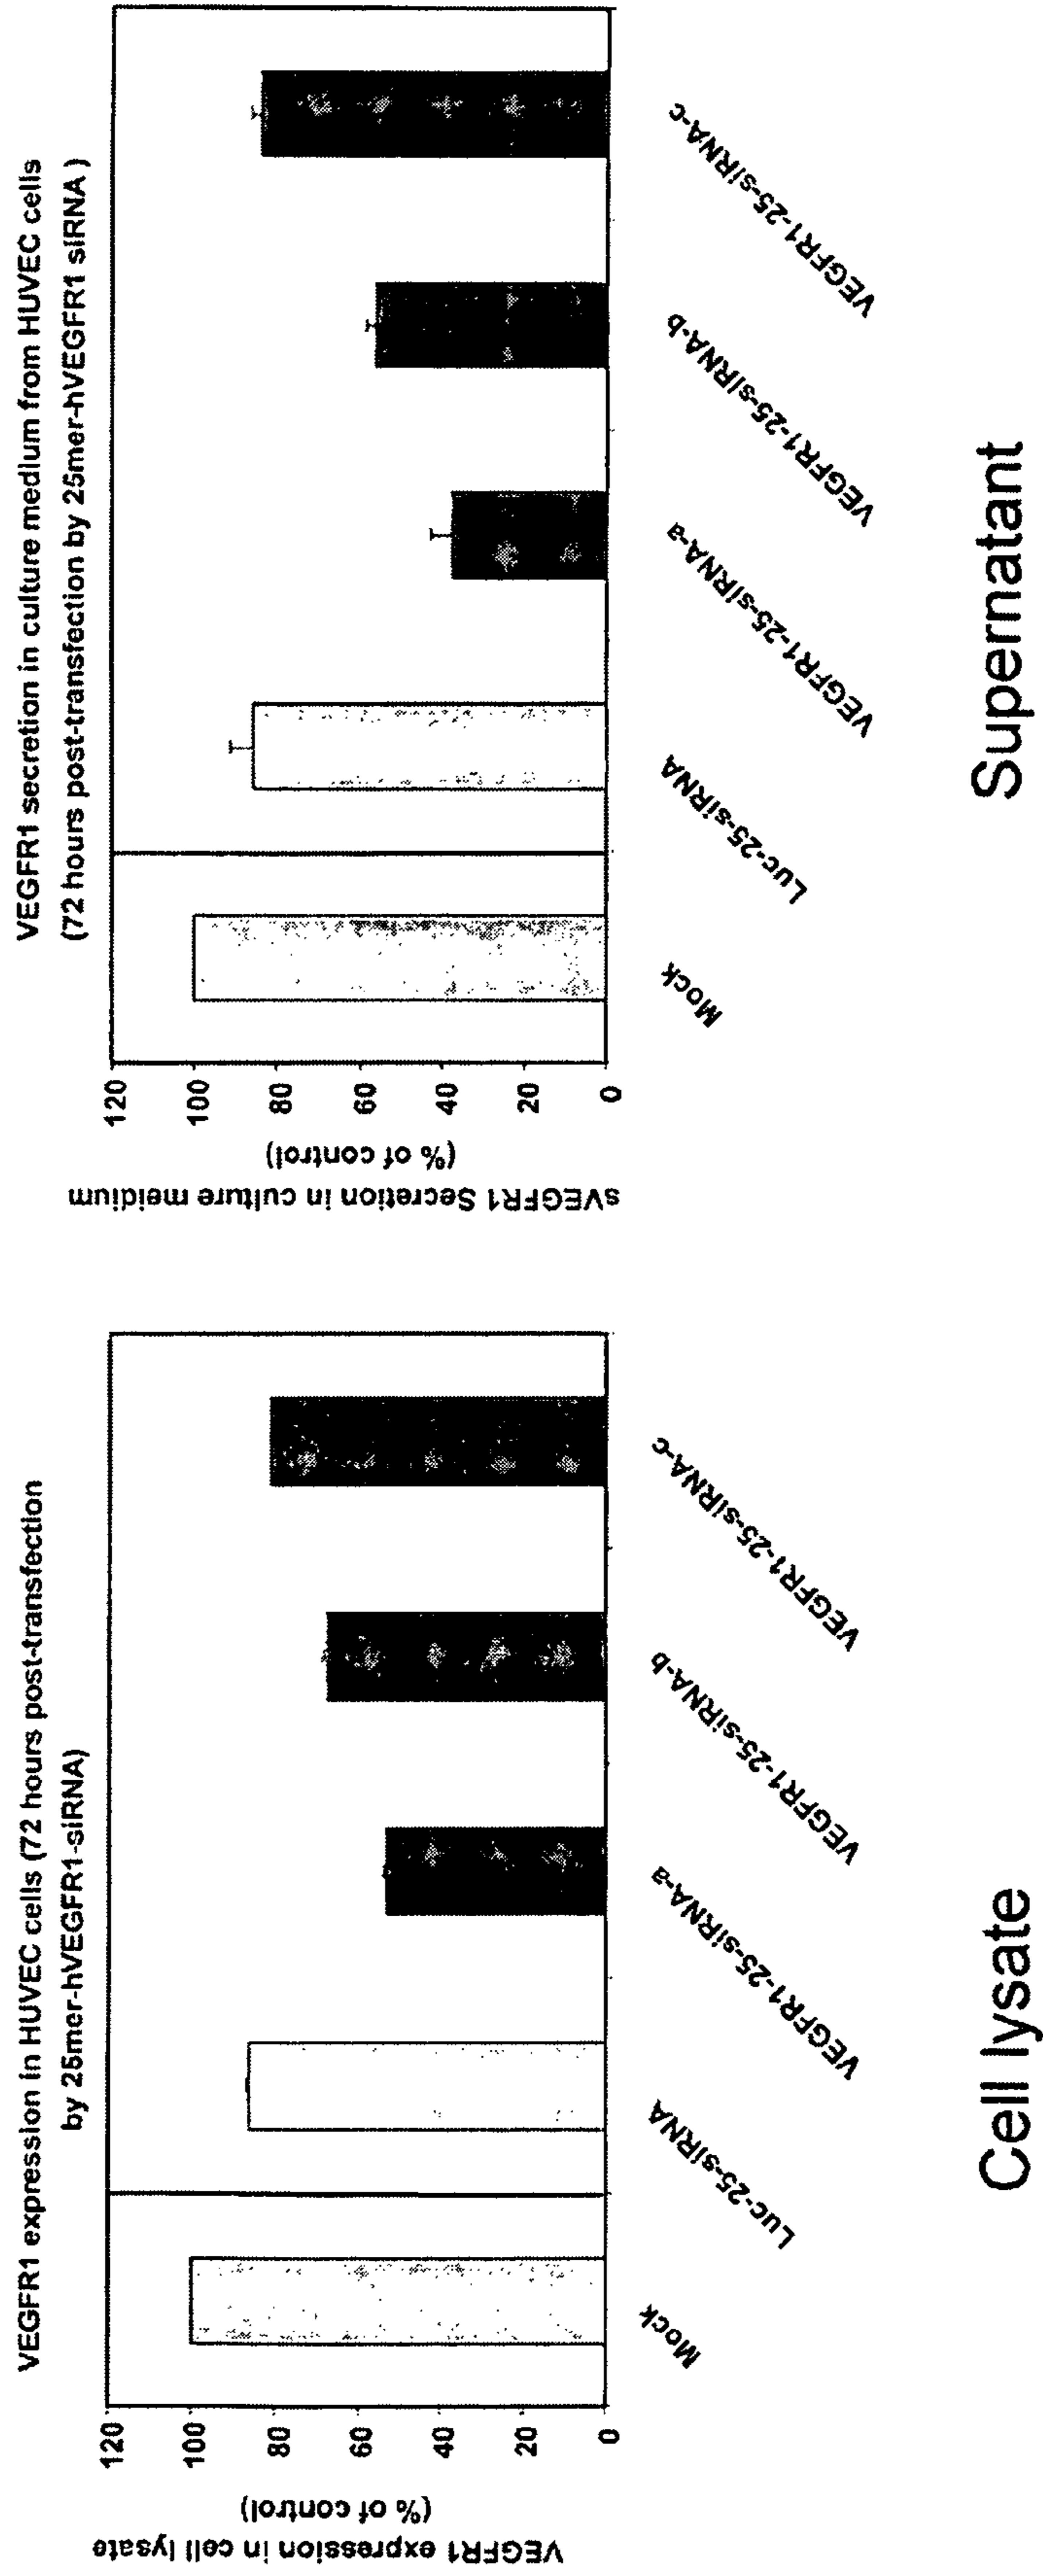 VEGFR1 expression in HUVEC cells (72 hours post-transfection
by 25mer-hVEGFR1-siRNA)
VEGFR1 expression in cell lysate
(% of control)
120
100
80
60
40
20
0
Mock
Luc-25-siRNA
VEGFR1-25-siRNA-a
VEGFR1-25-siRNA-b
VEGFR1-25-siRNA-c
Cell lysate
VEGFR1 secretion in culture medium from HUVEC cells
(72 hours post-transfection by 25mer-hVEGFR1 siRNA )
sVEGFR1 Secretion in culture meidium
(% of control)
120
100
80
60
40
20
0
Mock
Luc-25-siRNA
VEGFR1-25-siRNA-a
VEGFR1-25-siRNA-b
VEGFR1-25-siRNA-c
Supernatant